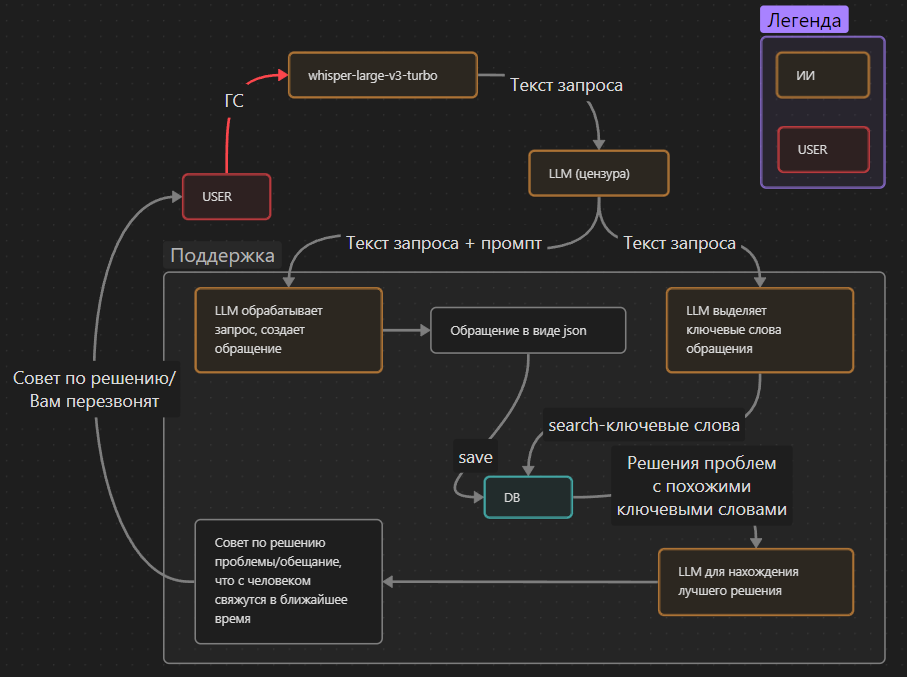 Легенда
ИИ
USER
whisper-large-v3-turbo
Текст запроса
ГС
LLM (цензура)
USER
Текст запроса + промпт
Текст запроса
Поддержка
LLM обрабатывает
запрос, создает
обращение
Обращение в виде json
LLM выделяет
ключевые слова
обращения
Совет по решению/
Вам перезвонят
search-ключевые слова
save
Решения проблем
с похожими
ключевыми словами
DB
Совет по решению
проблемы/обещание,
что с человеком
свяжутся в ближайшее
время
LLM для нахождения
лучшего решения